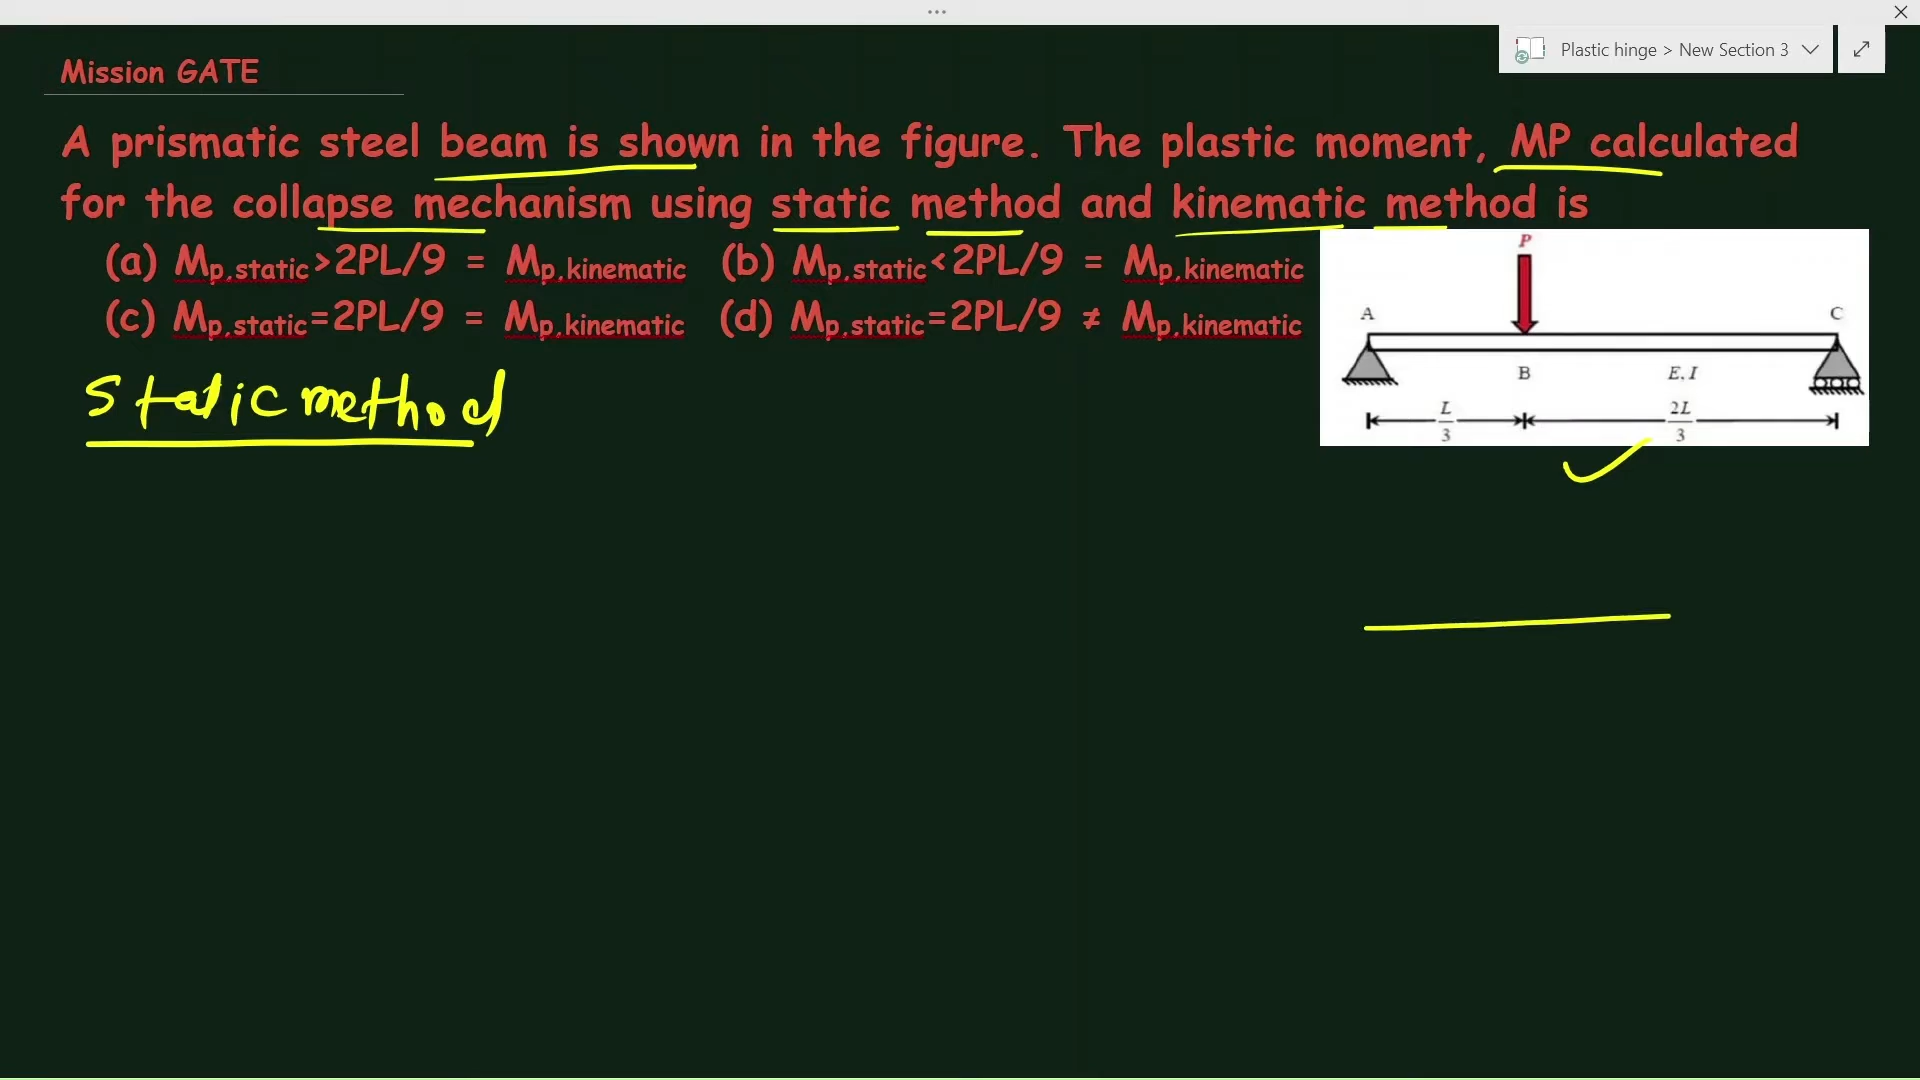 Plastic hinge > New Section 3
Mission GATE
A prismatic steel beam is shown in the figure. The plastic moment, MP calculated
for the collapse mechanism using static method and kinematic method is
(a) Mp,static>2PL/9 = Mp,kinematic (b) Mp,static<2PL/9 = Mp,kinematic
(c) Mp,static=2PL/9 = Mp,kinematic (d) Mp,static=2PL/9 ≠ Mp,kinematic
P
A C
B E, I
L/3 2L/3
Static method